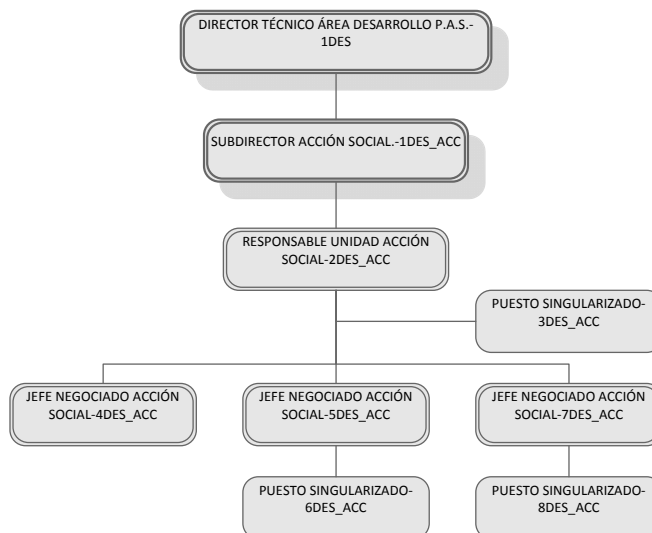 DIRECTOR TÉCNICO ÁREA DESARROLLO P.A.S.-
1DES
SUBDIRECTOR ACCIÓN SOCIAL.-1DES_ACC
RESPONSABLE UNIDAD ACCIÓN
SOCIAL-2DES_ACC
PUESTO SINGULARIZADO-
3DES_ACC
JEFE NEGOCIADO ACCIÓN
SOCIAL-4DES_ACC
JEFE NEGOCIADO ACCIÓN
SOCIAL-5DES_ACC
JEFE NEGOCIADO ACCIÓN
SOCIAL-7DES_ACC
PUESTO SINGULARIZADO-
6DES_ACC
PUESTO SINGULARIZADO-
8DES_ACC